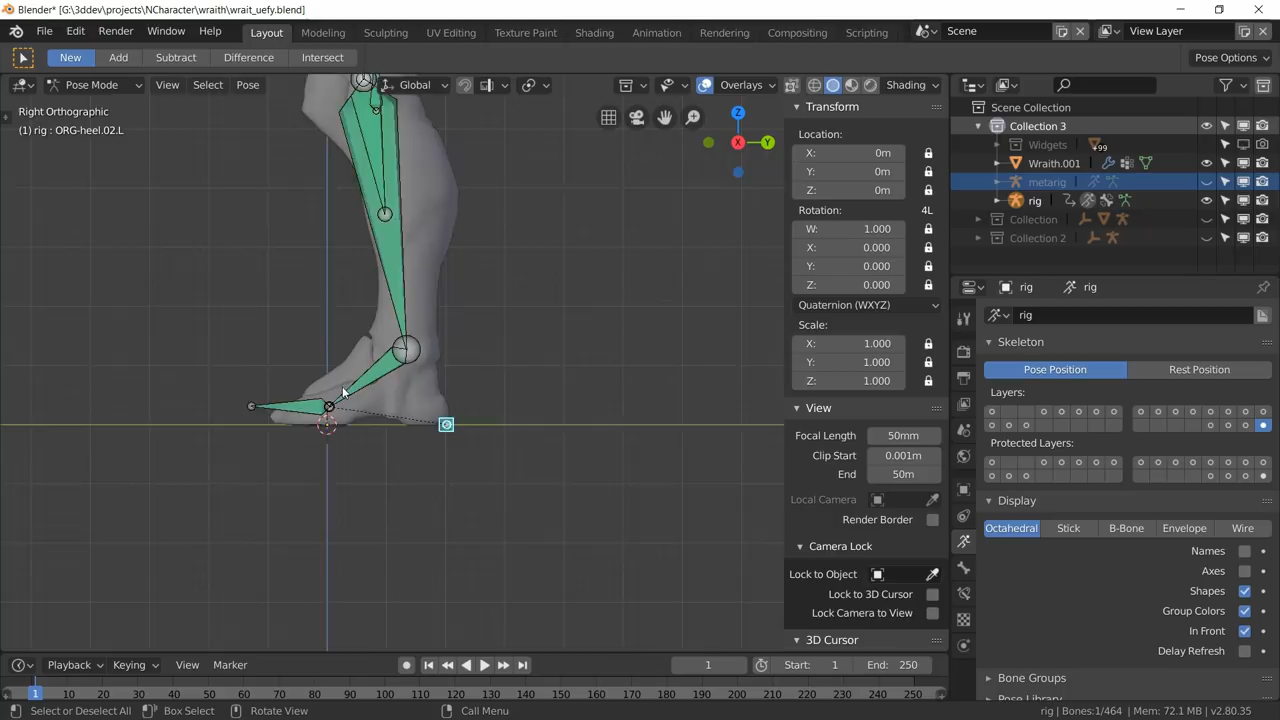 Blender* [G:\3ddev\projects\NCharacter\wraith\wrait_uefy.blend]
File Edit Render Window Help Layout Modeling Sculpting UV Editing Texture Paint Shading Animation Rendering Compositing Scripting Scene View Layer
New Add Subtract Difference Intersect Pose Options
Pose Mode View Select Pose Global Overlays Shading
Right Orthographic
(1) rig : ORG-heel.02.L
Z
Y
X
Transform
Location:
X: 0m
Y: 0m
Z: 0m
Rotation: 4L
W: 1.000
X: 0.000
Y: 0.000
Z: 0.000
Quaternion (WXYZ)
Scale:
X: 1.000
Y: 1.000
Z: 1.000
View
Focal Length 50mm
Clip Start 0.001m
End 50m
Local Camera
Render Border
Camera Lock
Lock to Object
Lock to 3D Cursor
Lock Camera to View
3D Cursor
Scene Collection
Collection 3
Widgets +99
Wraith.001
metarig
rig
Collection
Collection 2
rig rig
rig
Skeleton
Pose Position Rest Position
Layers:
Protected Layers:
Display
Octahedral Stick B-Bone Envelope Wire
Names
Axes
Shapes
Group Colors
In Front
Delay Refresh
Bone Groups
Pose Library
Playback Keying View Marker 1 Start: 1 End: 250
1 10 20 30 40 50 60 70 80 90 100 110 120 130 140 150 160 170 180 190 200 210 220 230 240 250
Select or Deselect All Box Select Rotate View Call Menu rig | Bones:1/464 | Mem: 72.1 MB | v2.80.35